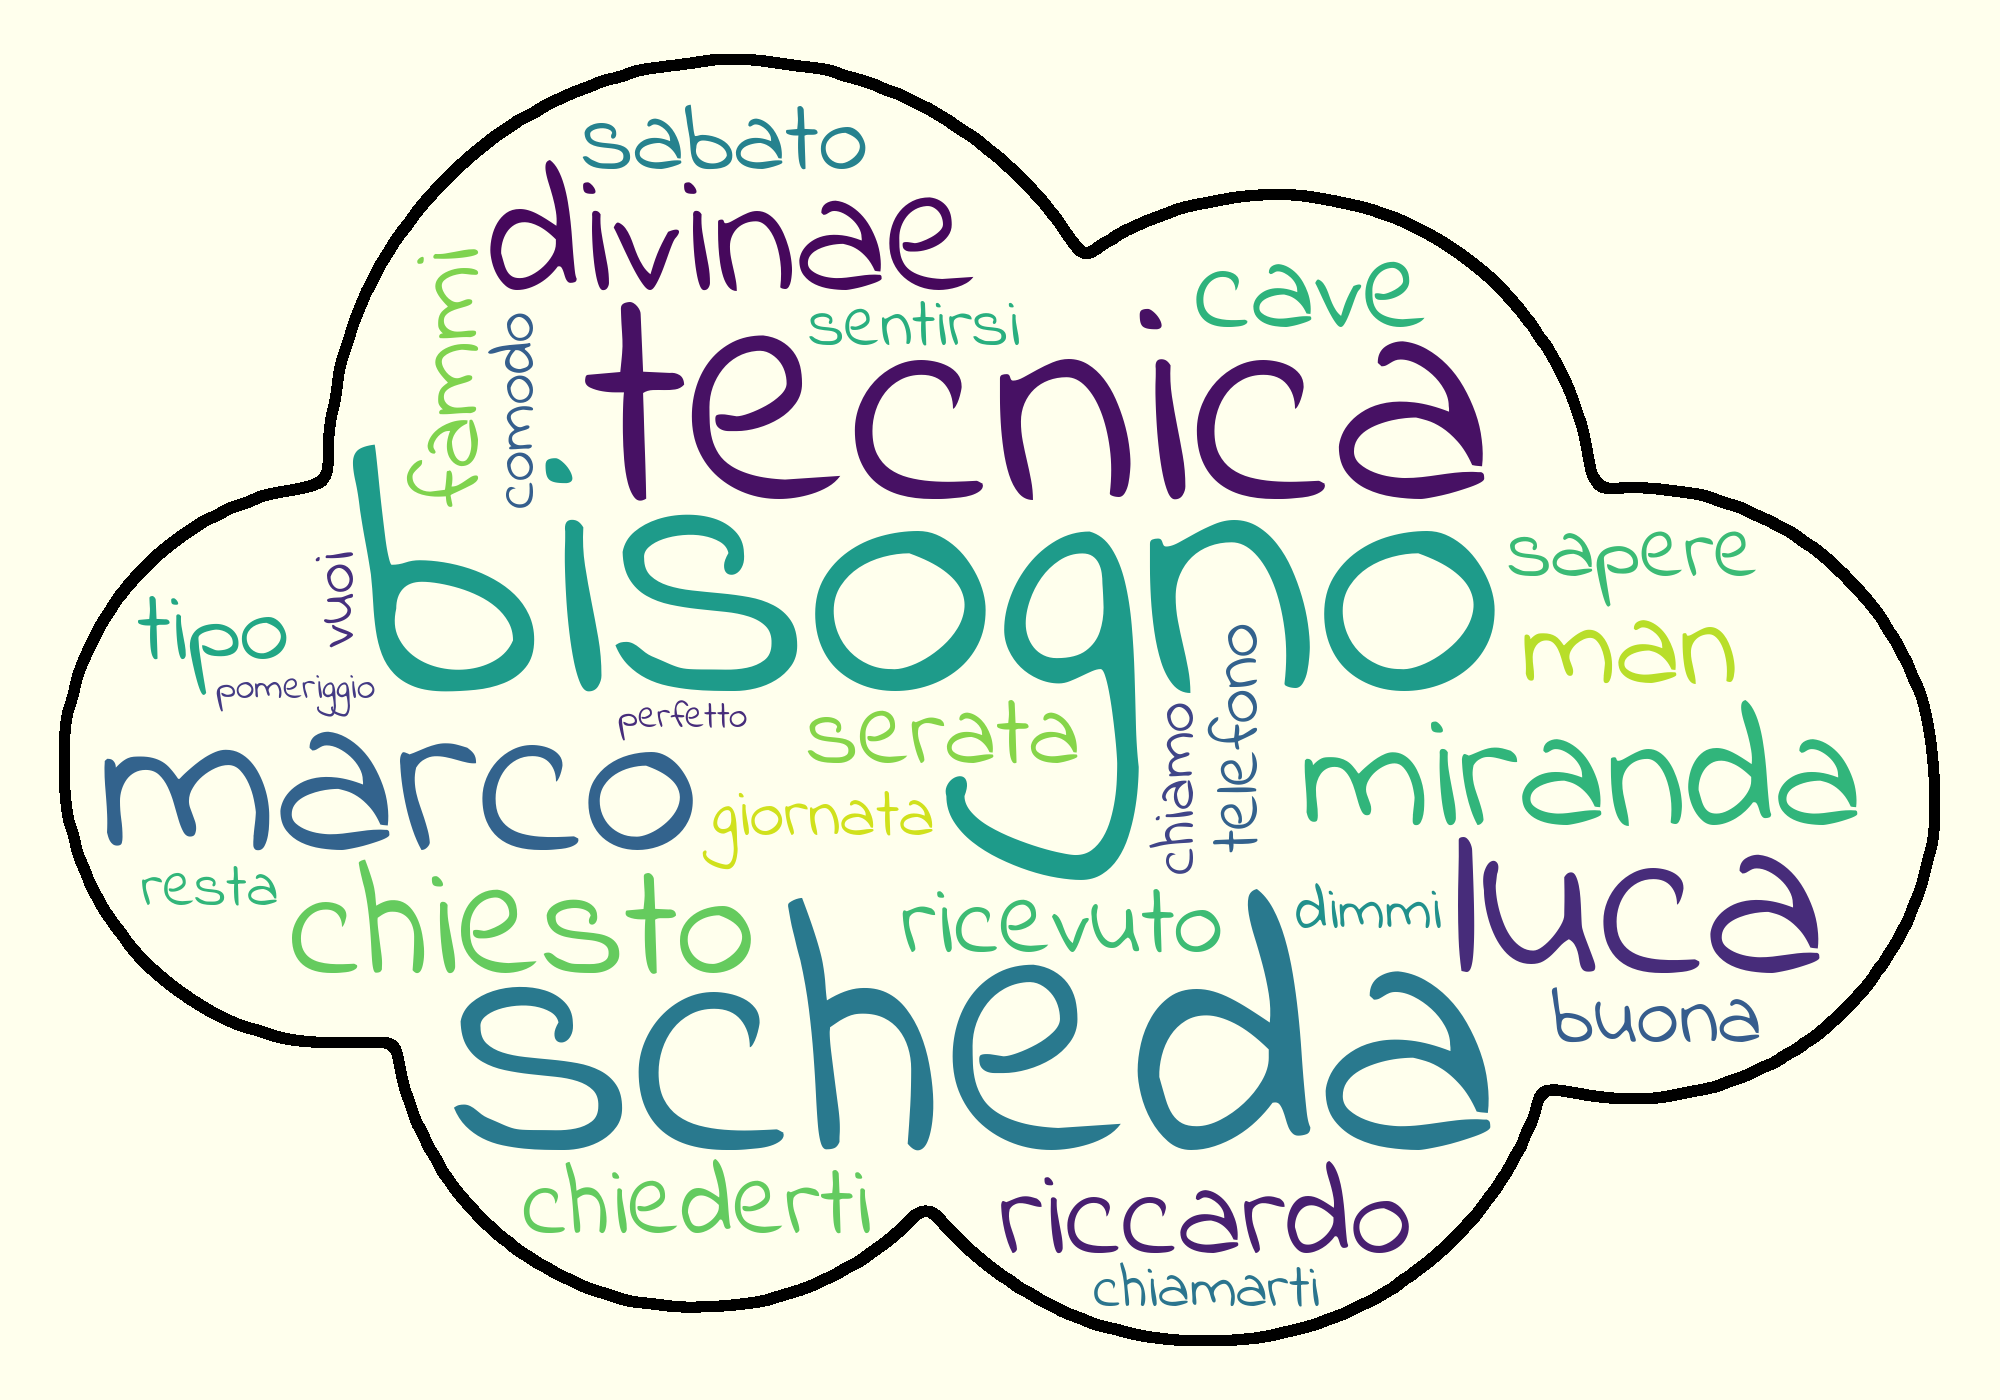 sabato
divinae
fammi
comodo
sentirsi
cave
tecnica
bisogno
sapere
vuoi
tipo
pomeriggio
man
perfetto
serata
chiamo
telefono
miranda
marco
giornata
resta
chiesto
ricevuto
dimmi
luca
scheda
buona
chiederti
riccardo
chiamarti